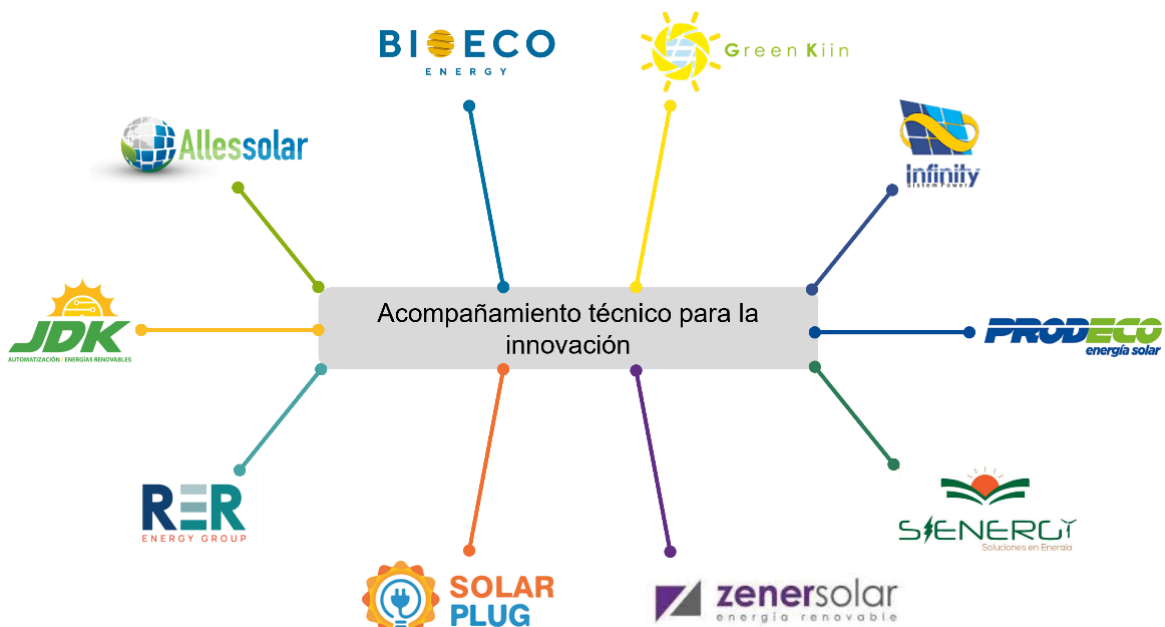 BIOECO
ENERGY
Green Kiin
Allessolar
infinity
Sistem Power
Acompañamiento técnico para la
innovación
JDK
AUTOMATIZACIÓN / ENERGÍAS RENOVABLES
PRODECO
energía solar
RER
ENERGY GROUP
SIENERGY
Soluciones en Energía
SOLAR
PLUG
zenersolar
energía renovable